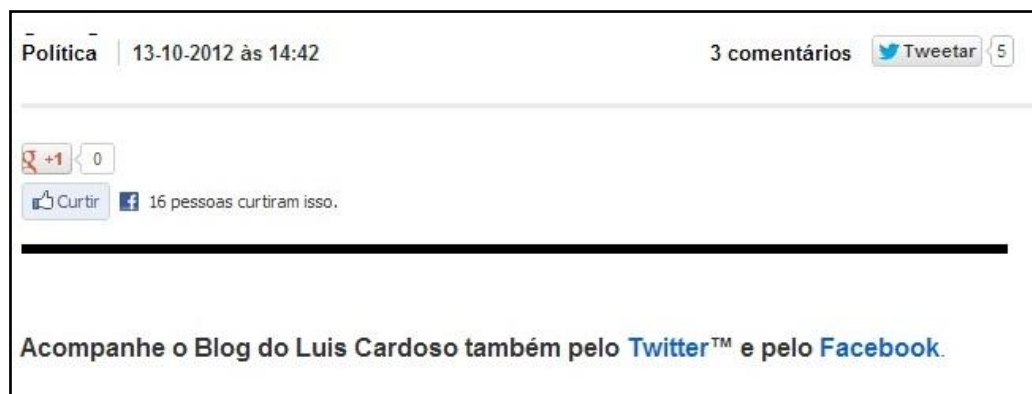 Política 13-10-2012 às 14:42 3 comentários Tweetar 5
g +1 0
Curtir f 16 pessoas curtiram isso.
Acompanhe o Blog do Luis Cardoso também pelo Twitter™ e pelo Facebook.